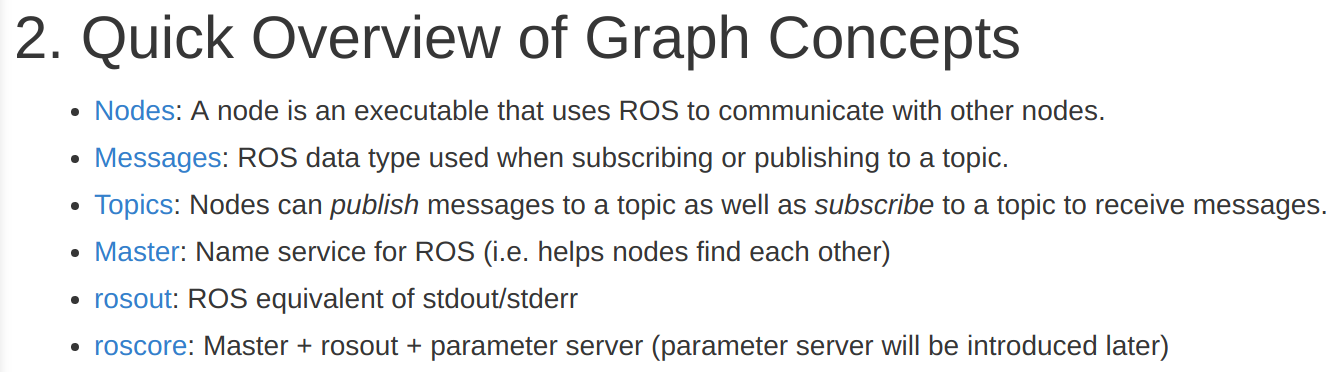 2. Quick Overview of Graph Concepts
• Nodes: A node is an executable that uses ROS to communicate with other nodes.
• Messages: ROS data type used when subscribing or publishing to a topic.
• Topics: Nodes can publish messages to a topic as well as subscribe to a topic to receive messages.
• Master: Name service for ROS (i.e. helps nodes find each other)
• rosout: ROS equivalent of stdout/stderr
• roscore: Master + rosout + parameter server (parameter server will be introduced later)